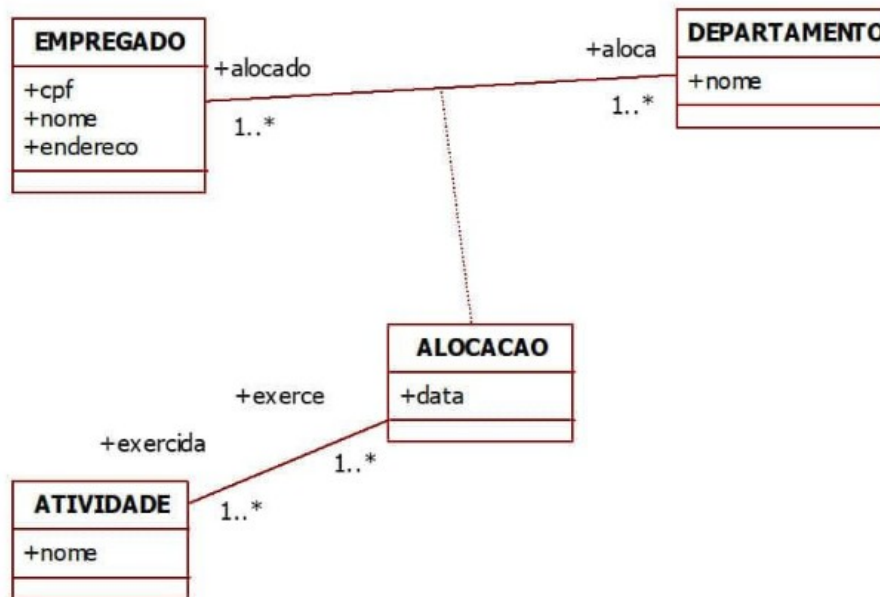 EMPREGADO
+cpf
+nome
+endereco
+alocado
1..*
+aloca
1..*
DEPARTAMENTO
+nome
ALOCACAO
+data
+exerce
1..*
+exercida
1..*
ATIVIDADE
+nome